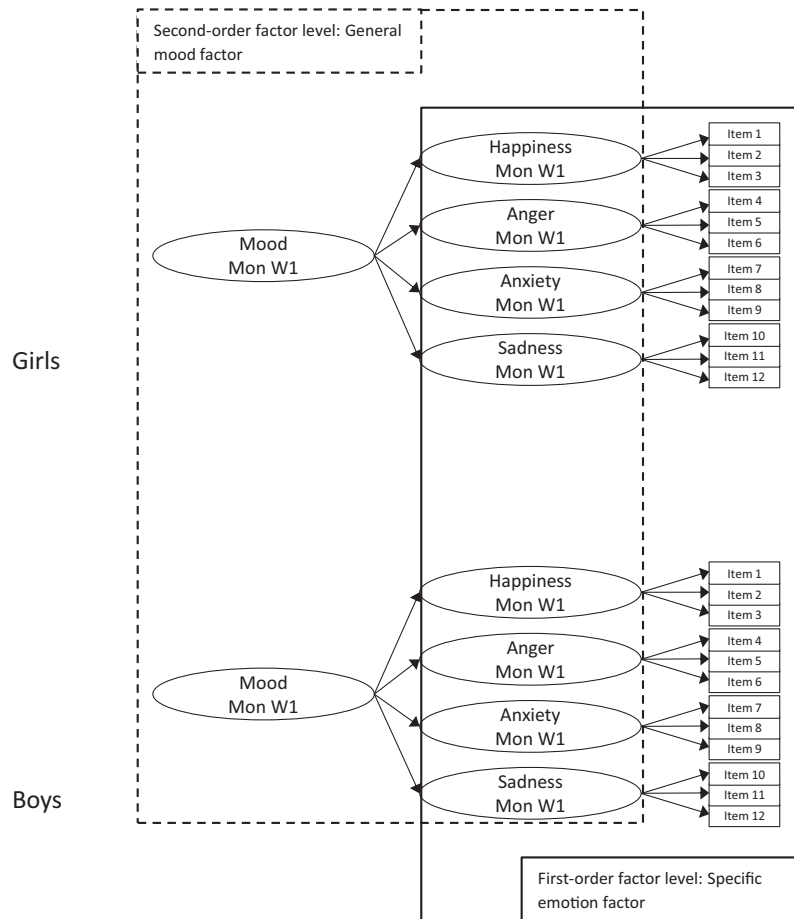 Second-order factor level: General
mood factor
Happiness
Mon W1
Item 1
Item 2
Item 3
Anger
Mon W1
Item 4
Item 5
Item 6
Mood
Mon W1
Anxiety
Mon W1
Item 7
Item 8
Item 9
Sadness
Mon W1
Item 10
Item 11
Item 12
Girls
Happiness
Mon W1
Item 1
Item 2
Item 3
Anger
Mon W1
Item 4
Item 5
Item 6
Mood
Mon W1
Anxiety
Mon W1
Item 7
Item 8
Item 9
Sadness
Mon W1
Item 10
Item 11
Item 12
Boys
First-order factor level: Specific
emotion factor